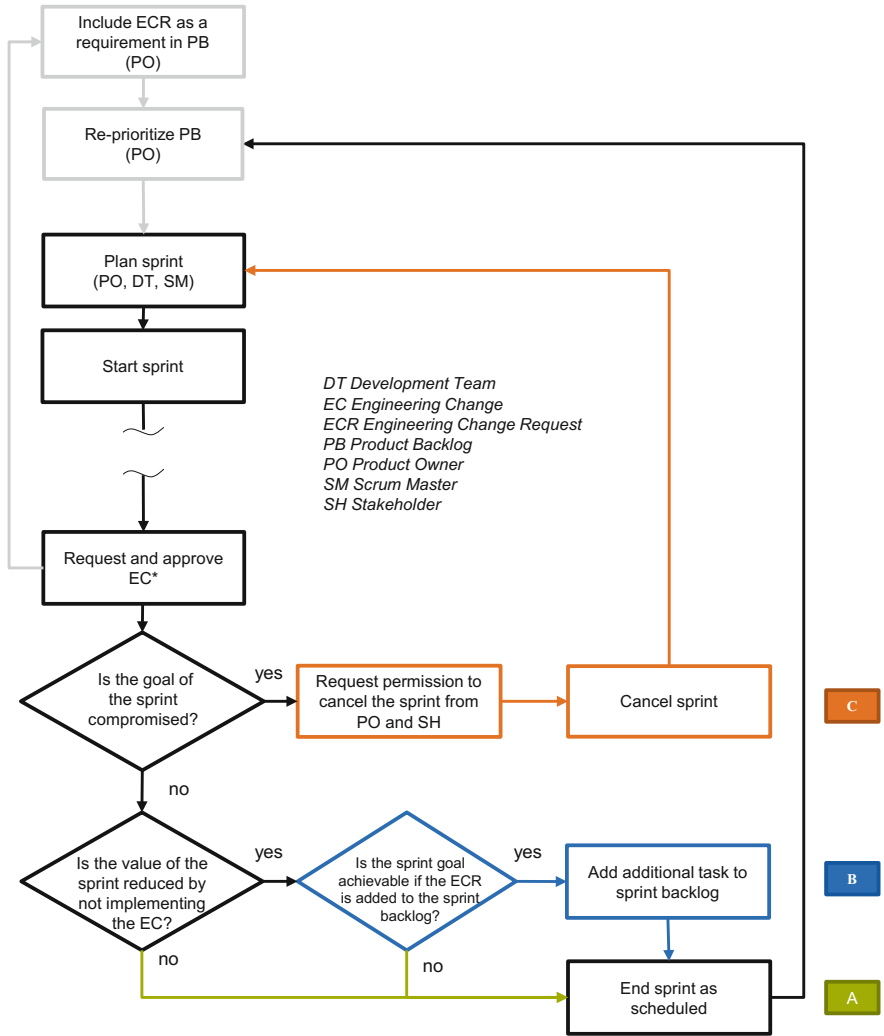 Include ECR as a
requirement in PB
(PO)
Re-prioritize PB
(PO)
Plan sprint
(PO, DT, SM)
Start sprint
DT Development Team
EC Engineering Change
ECR Engineering Change Request
PB Product Backlog
PO Product Owner
SM Scrum Master
SH Stakeholder
Request and approve
EC*
Is the goal of
the sprint
compromised?
yes
Request permission to
cancel the sprint from
PO and SH
Cancel sprint
C
no
Is the value of the
sprint reduced by
not implementing
the EC?
yes
Is the sprint goal
achievable if the ECR
is added to the sprint
backlog?
yes
Add additional task to
sprint backlog
B
no
no
End sprint as
scheduled
A